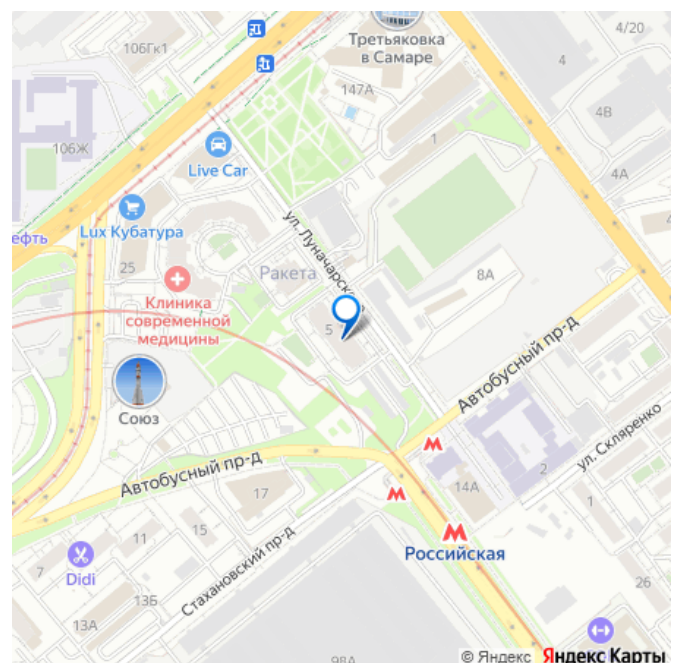 106Гк1
Третьяковка
в Самаре
4/20
4
147А
4В
1
106Ж
Live Car
4А
Lux Кубатура
ефть
ул. Луначарского
25
Ракета
8А
Клиника
современной
медицины
5
Автобусный пр-д
Союз
ул. Скляренко
Автобусный пр-д
2
17
14А
1
15
11
Российская
Didi
7
Стахановский пр-д
13Б
26
13А
98А
© Яндекс Яндекс Карты